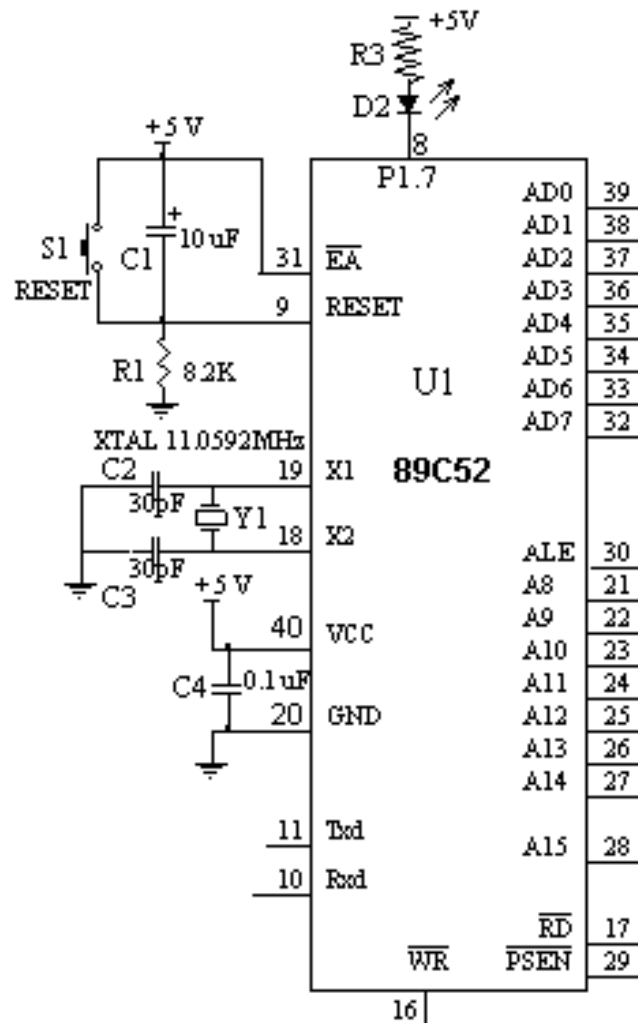 +5V
R3
D2
8
P1.7
+5 V
S1
RESET
C1
+
10 uF
31 EA
9 RESET
R1
8.2K
XTAL 11.0592MHz
C2
30pF
19 X1
Y1
18 X2
30pF
C3
+5 V
40 VCC
C4
0.1uF
20 GND
11 Txd
10 Rxd
U1
89C52
AD0 39
AD1 38
AD2 37
AD3 36
AD4 35
AD5 34
AD6 33
AD7 32
ALE 30
A8 21
A9 22
A10 23
A11 24
A12 25
A13 26
A14 27
A15 28
RD 17
WR
PSEN 29
16